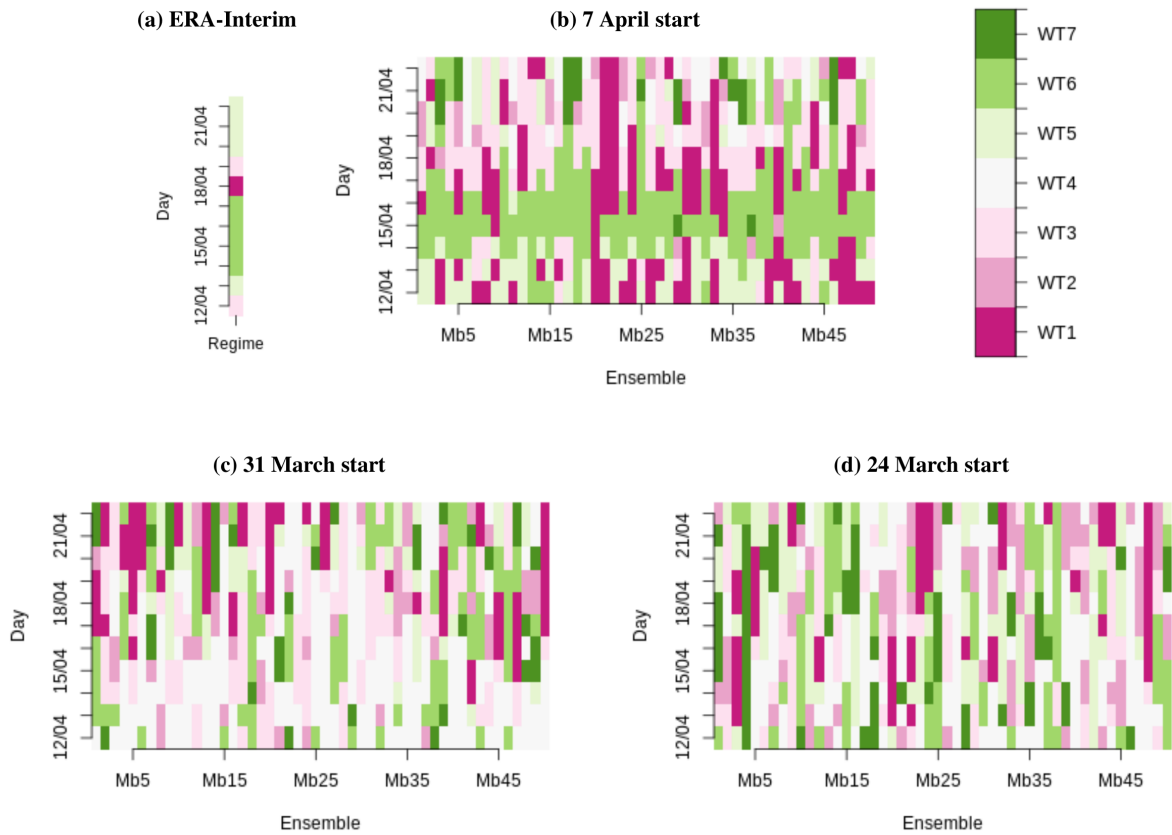 (a) ERA-Interim
Day
12/04
15/04
18/04
21/04
Regime
(b) 7 April start
Day
12/04
15/04
18/04
21/04
Mb5
Mb15
Mb25
Mb35
Mb45
Ensemble
WT7
WT6
WT5
WT4
WT3
WT2
WT1
(c) 31 March start
Day
12/04
15/04
18/04
21/04
Mb5
Mb15
Mb25
Mb35
Mb45
Ensemble
(d) 24 March start
Day
12/04
15/04
18/04
21/04
Mb5
Mb15
Mb25
Mb35
Mb45
Ensemble